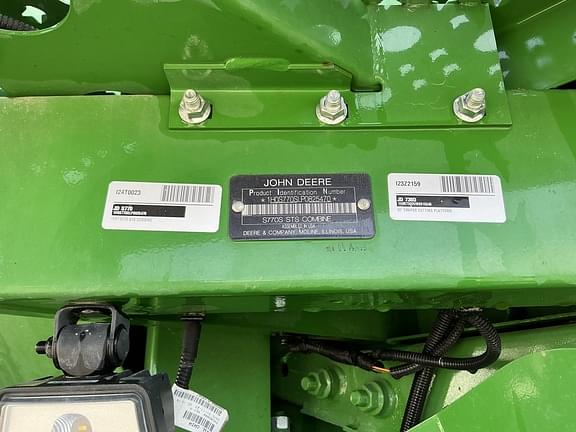 I24T0023
JD S770
JOHN DEERE
Product Identification Number
*1H0S770SLP0825470*
S770S STS COMBINE
ASSEMBLED IN USA
DEERE & COMPANY, MOLINE, ILLINOIS, USA
I23Z2159
JD 736D